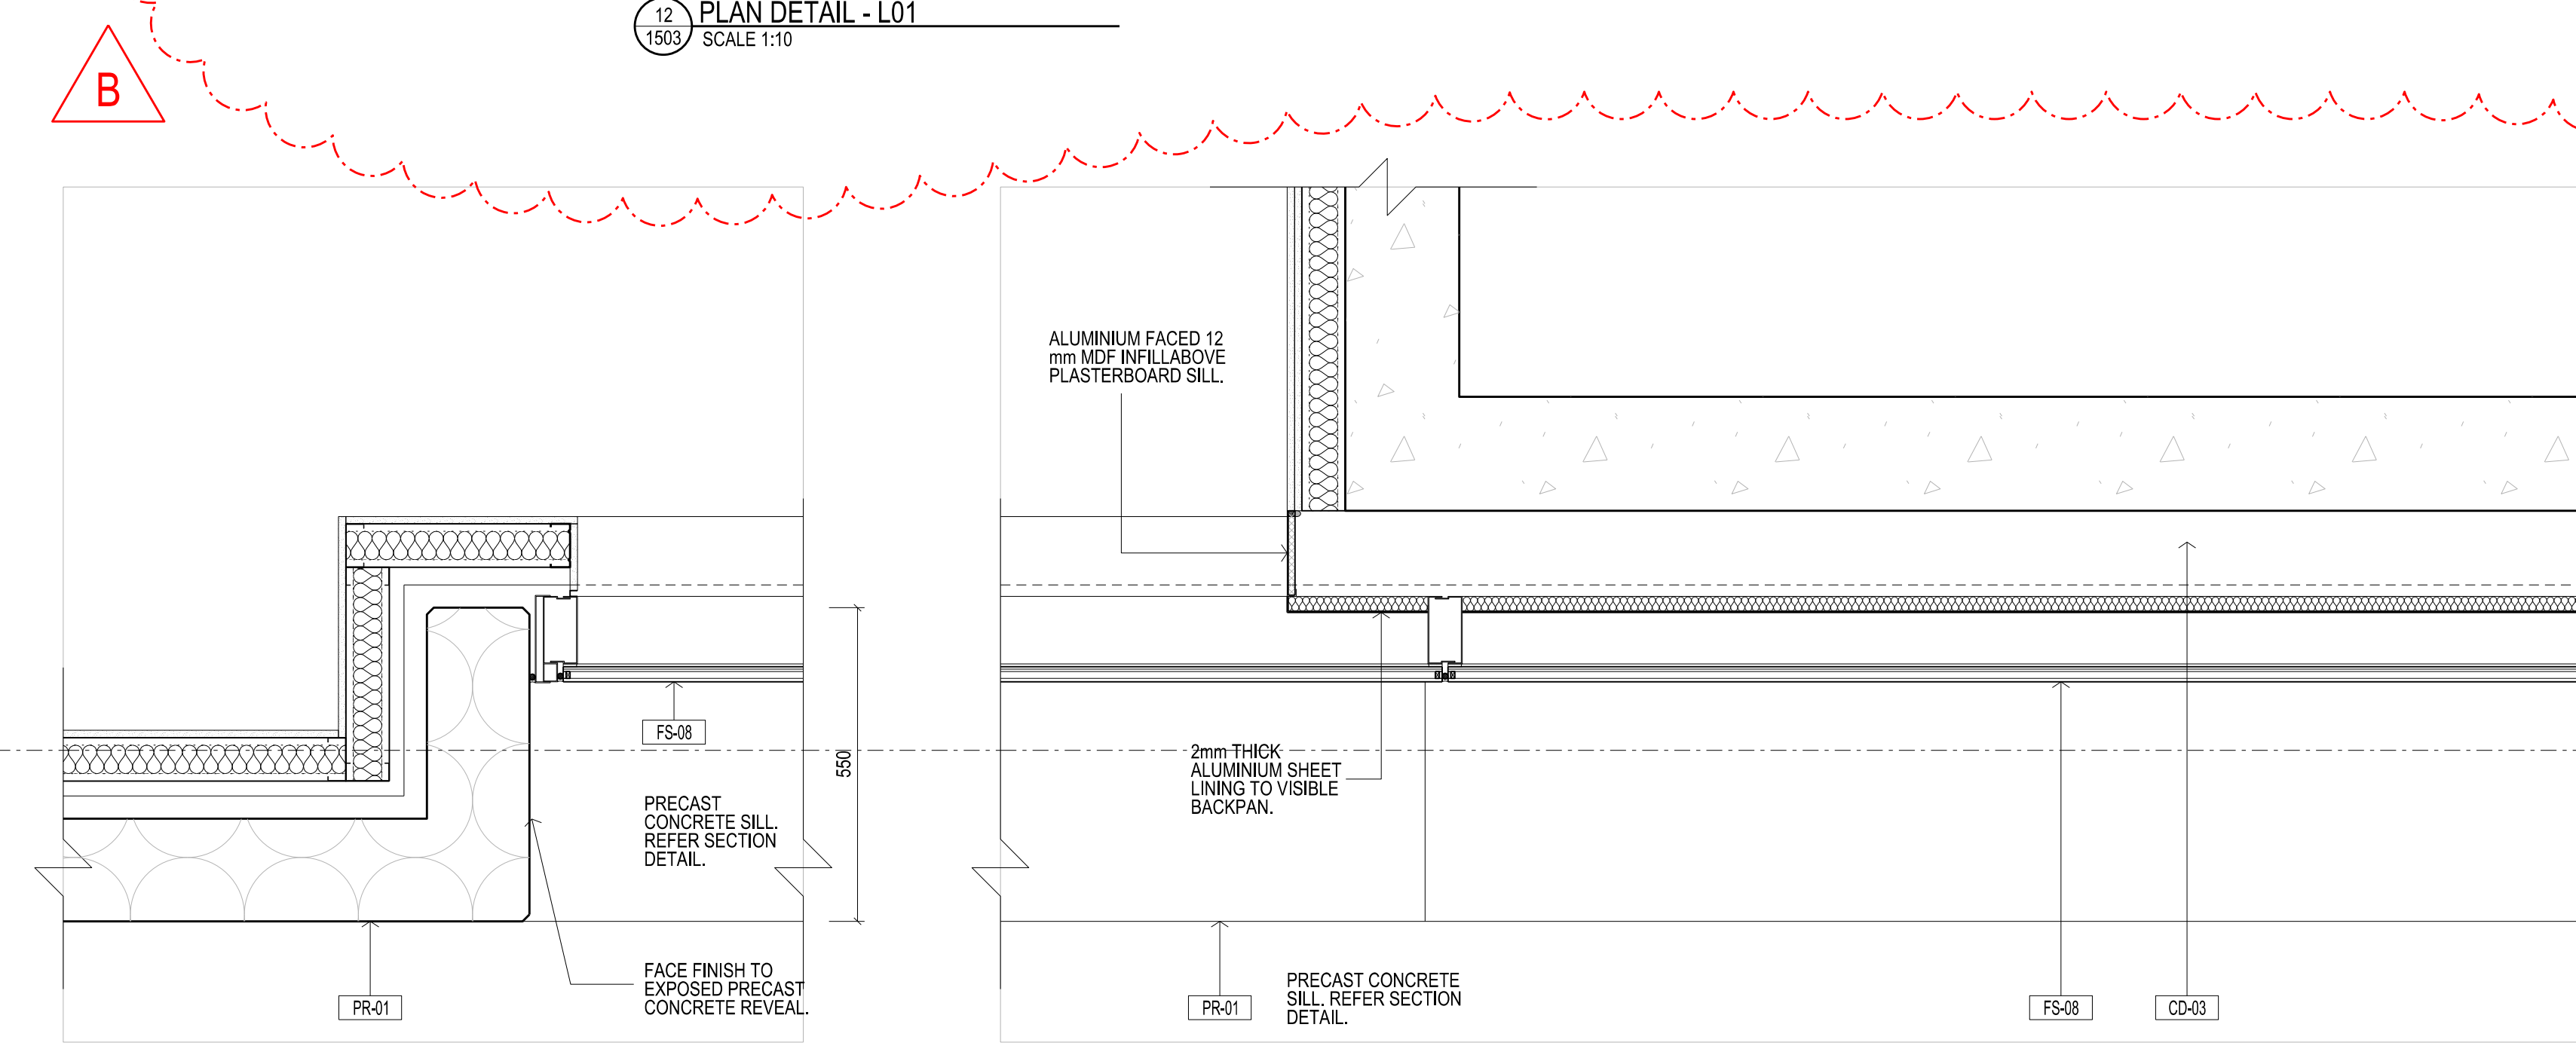 12
1503
PLAN DETAIL - L01
SCALE 1:10
B
ALUMINIUM FACED 12
mm MDF INFILLABOVE
PLASTERBOARD SILL.
FS-08
550
2mm THICK
ALUMINIUM SHEET
LINING TO VISIBLE
BACKPAN.
PRECAST
CONCRETE SILL.
REFER SECTION
DETAIL.
FACE FINISH TO
EXPOSED PRECAST
CONCRETE REVEAL.
PR-01
PR-01
PRECAST CONCRETE
SILL. REFER SECTION
DETAIL.
FS-08
CD-03